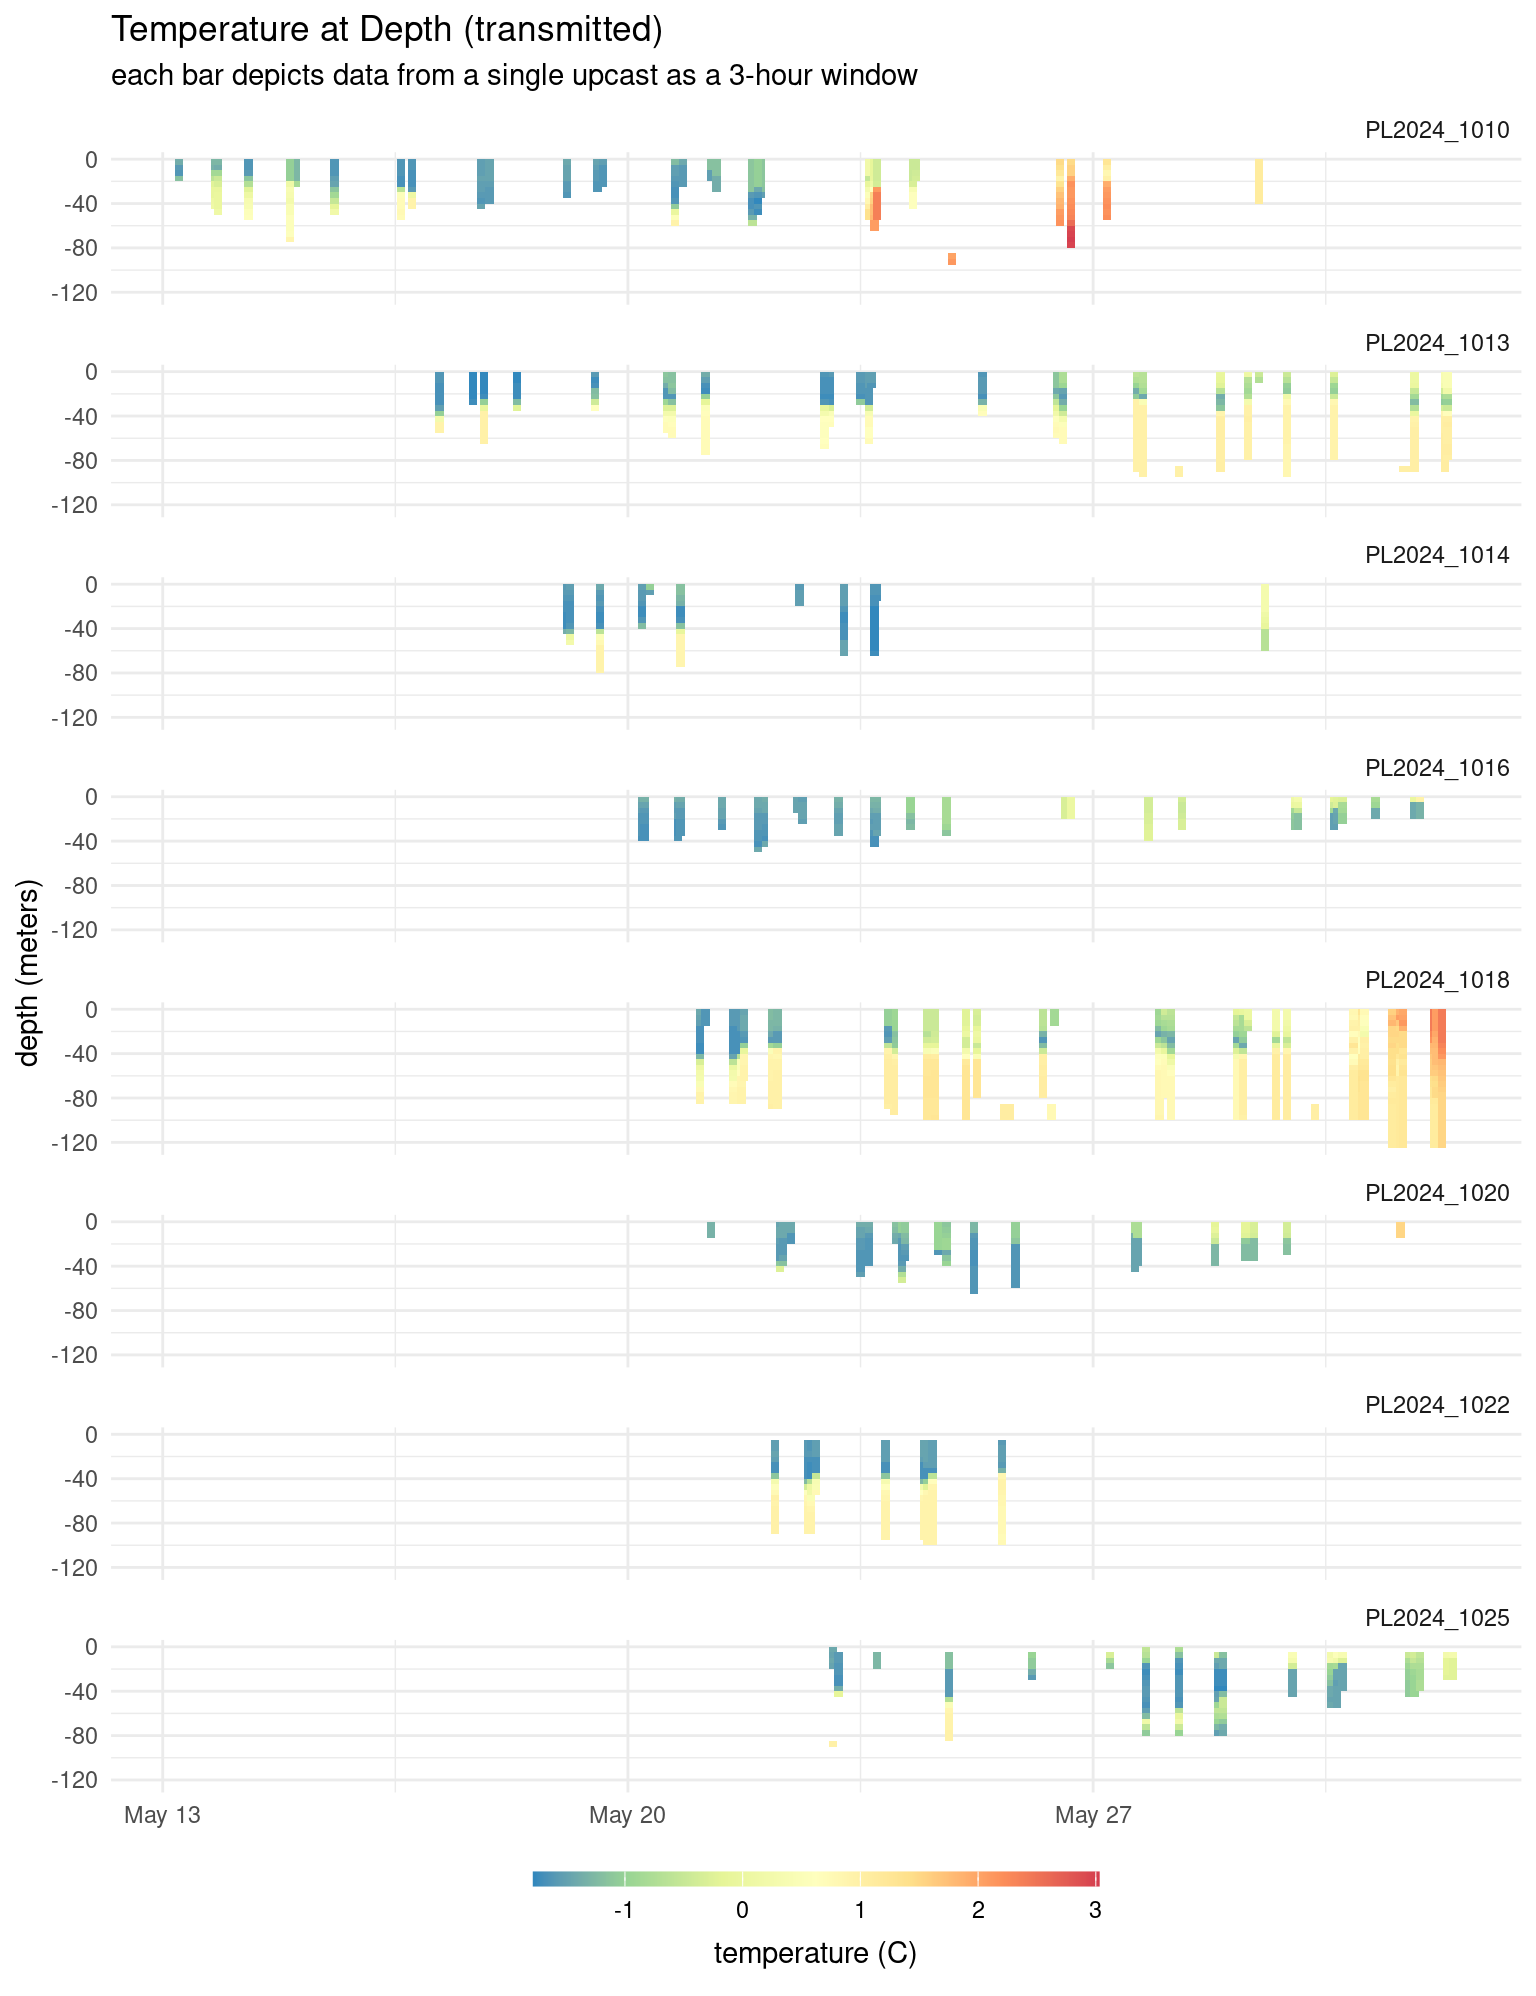 Temperature at Depth (transmitted)
each bar depicts data from a single upcast as a 3-hour window
PL2024_1010
0
-40
-80
-120
PL2024_1013
0
-40
-80
-120
PL2024_1014
0
-40
-80
-120
PL2024_1016
0
-40
-80
-120
depth (meters)
PL2024_1018
0
-40
-80
-120
PL2024_1020
0
-40
-80
-120
PL2024_1022
0
-40
-80
-120
PL2024_1025
0
-40
-80
-120
May 13 May 20 May 27
-1 0 1 2 3
temperature (C)